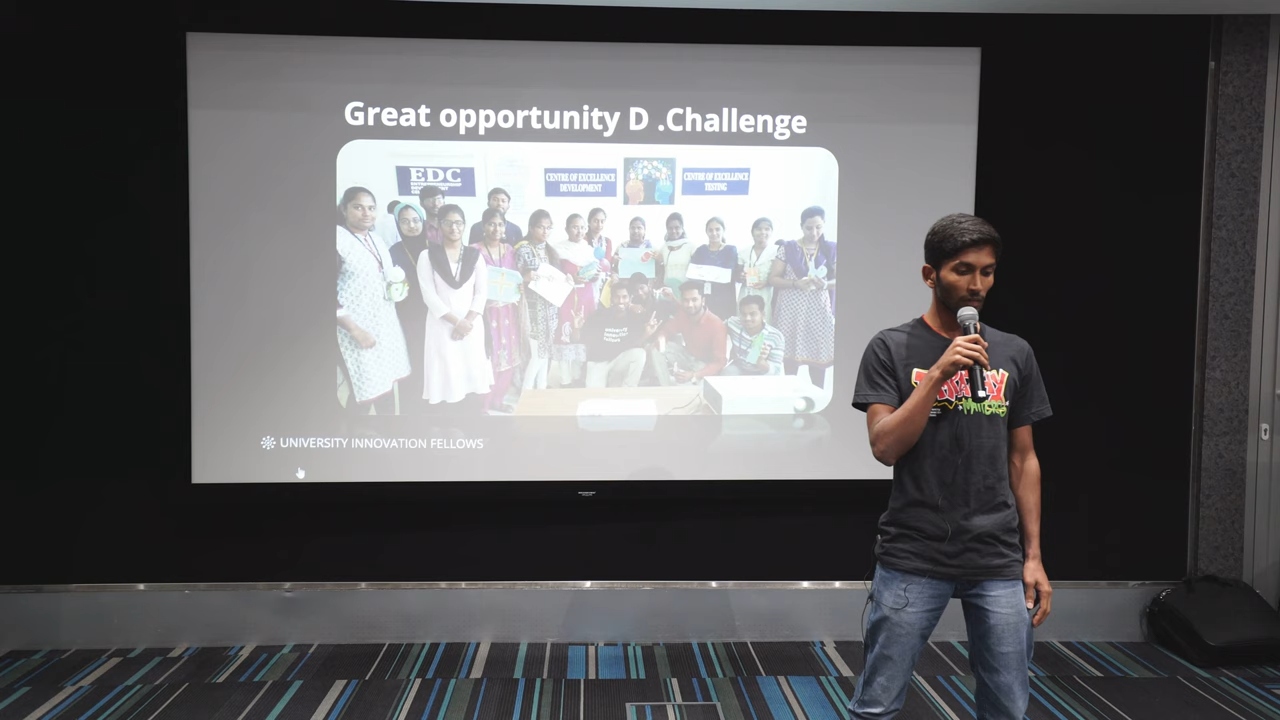 Great opportunity D .Challenge
EDC
CENTRE OF EXCELLENCE
DEVELOPMENT
CENTRE OF EXCELLENCE
TESTING
UNIVERSITY INNOVATION FELLOWS